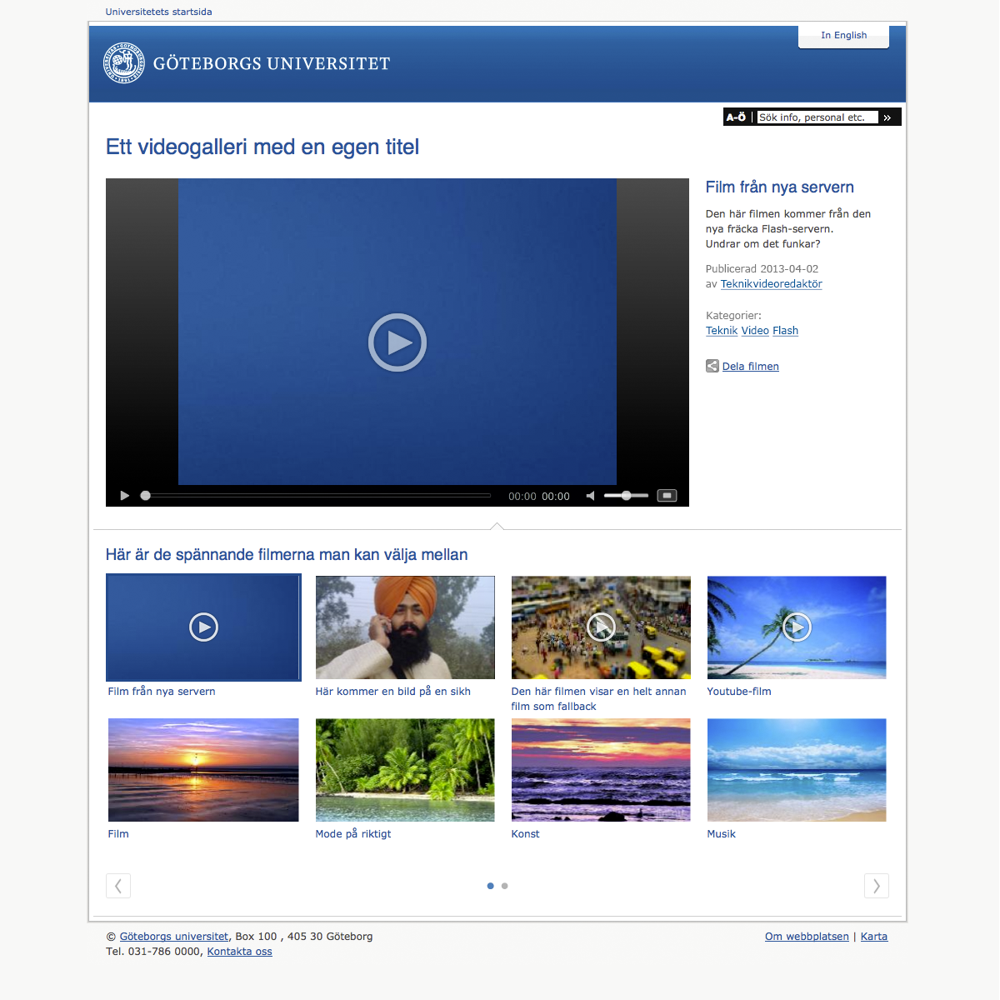 Universitetets startsida
In English
GÖTEBORGS UNIVERSITET
A-Ö | Sök info, personal etc. »
Ett videogalleri med en egen titel
Film från nya servern
Den här filmen kommer från den
nya fräcka Flash-servern.
Undrar om det funkar?
Publicerad 2013-04-02
av Teknikvideoredaktör
Kategorier:
Teknik Video Flash
Dela filmen
00:00 00:00
Här är de spännande filmerna man kan välja mellan
Film från nya servern
Här kommer en bild på en sikh
Den här filmen visar en helt annan
film som fallback
Youtube-film
Film
Mode på riktigt
Konst
Musik
© Göteborgs universitet, Box 100 , 405 30 Göteborg
Tel. 031-786 0000, Kontakta oss
Om webbplatsen | Karta